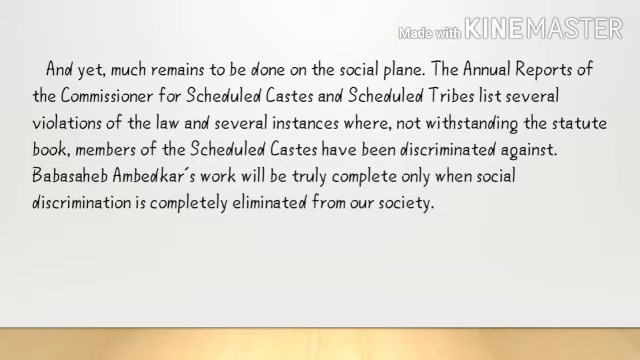 Made with KINEMASTER
And yet, much remains to be done on the social plane. The Annual Reports of
the Commissioner for Scheduled Castes and Scheduled Tribes list several
violations of the law and several instances where, not withstanding the statute
book, members of the Scheduled Castes have been discriminated against.
Babasaheb Ambedkar´s work will be truly complete only when social
discrimination is completely eliminated from our society.